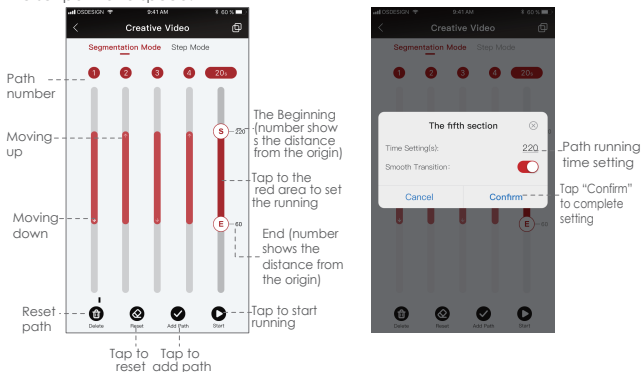 OSDESIGN 9:41 AM 60 %
Creative Video
Segmentation Mode Step Mode
1 2 3 4 20s
Path
number
Moving
up
Moving
down
Reset
path
S 220
E 60
The Beginning
(number show
s the distance
from the origin)
Tap to the
red area to set
the running
End (number
shows the
distance from
the origin)
Tap to start
running
Delete Reset Add Path Start
Tap to
reset
Tap to
add path
OSDESIGN 9:41 AM 60 %
Creative Video
Segmentation Mode Step Mode
1 2 3 4 20s
The fifth section
Time Setting(s): 220
Smooth Transition:
Cancel Confirm
E 60
Delete Reset Add Path Start
Path running
time setting
Tap “Confirm”
to complete
setting